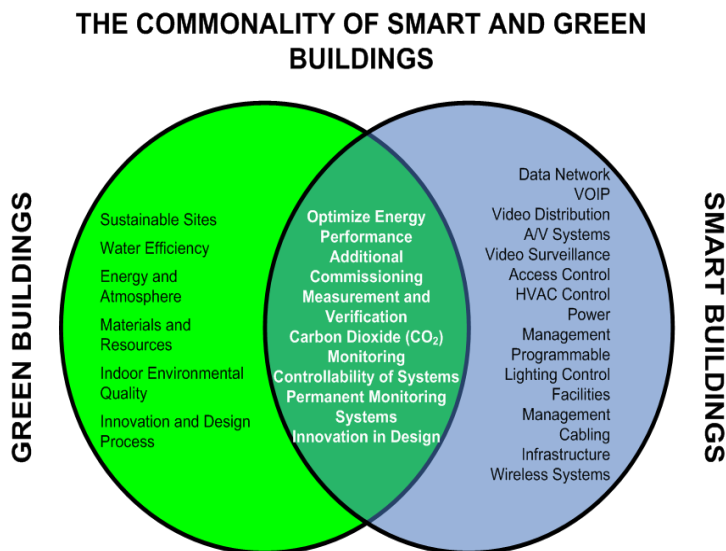 THE COMMONALITY OF SMART AND GREEN
BUILDINGS
GREEN BUILDINGS
Sustainable Sites
Water Efficiency
Energy and
Atmosphere
Materials and
Resources
Indoor Environmental
Quality
Innovation and Design
Process
Optimize Energy
Performance
Additional
Commissioning
Measurement and
Verification
Carbon Dioxide (CO₂)
Monitoring
Controllability of Systems
Permanent Monitoring
Systems
Innovation in Design
Data Network
VOIP
Video Distribution
A/V Systems
Video Surveillance
Access Control
HVAC Control
Power
Management
Programmable
Lighting Control
Facilities
Management
Cabling
Infrastructure
Wireless Systems
SMART BUILDINGS